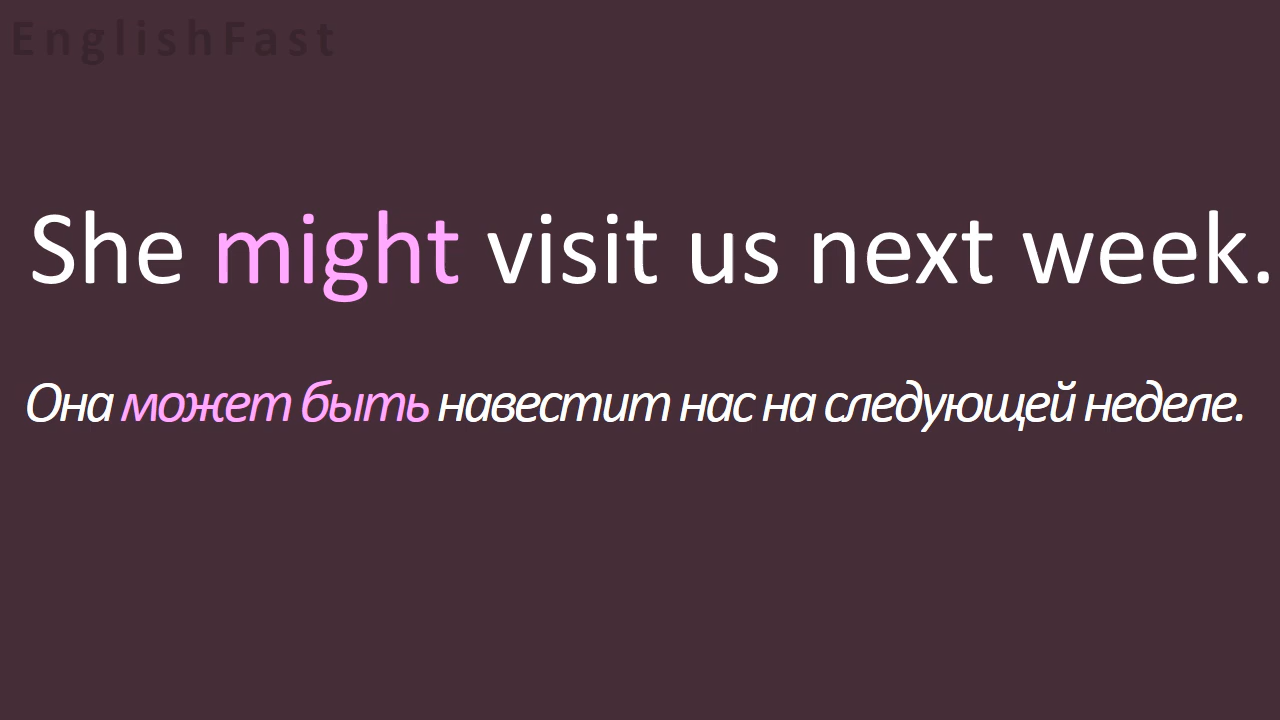 EnglishFast
She might visit us next week.
Она может быть навестит нас на следующей неделе.